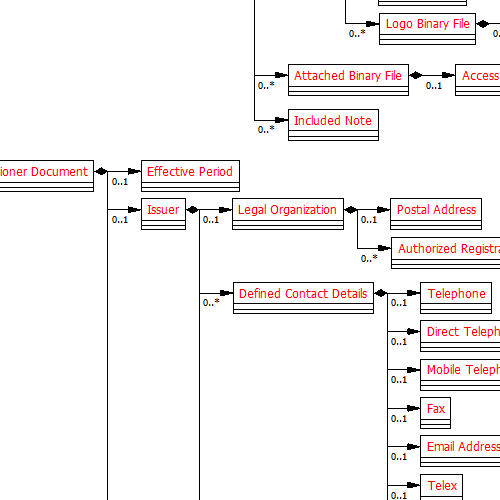 Logo Binary File
0..*
0..
Attached Binary File
Access
0..*
0..1
Included Note
0..*
ioner Document
Effective Period
0..1
Issuer
Legal Organization
Postal Address
0..1
0..1
0..1
Authorized Registra
0..*
Defined Contact Details
Telephone
0..*
0..1
Direct Teleph
0..1
Mobile Teleph
0..1
Fax
0..1
Email Address
0..1
Telex
0..1